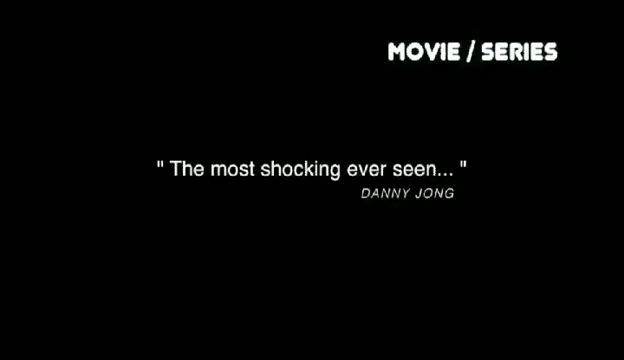 MOVIE / SERIES
" The most shocking ever seen... "
DANNY JONG